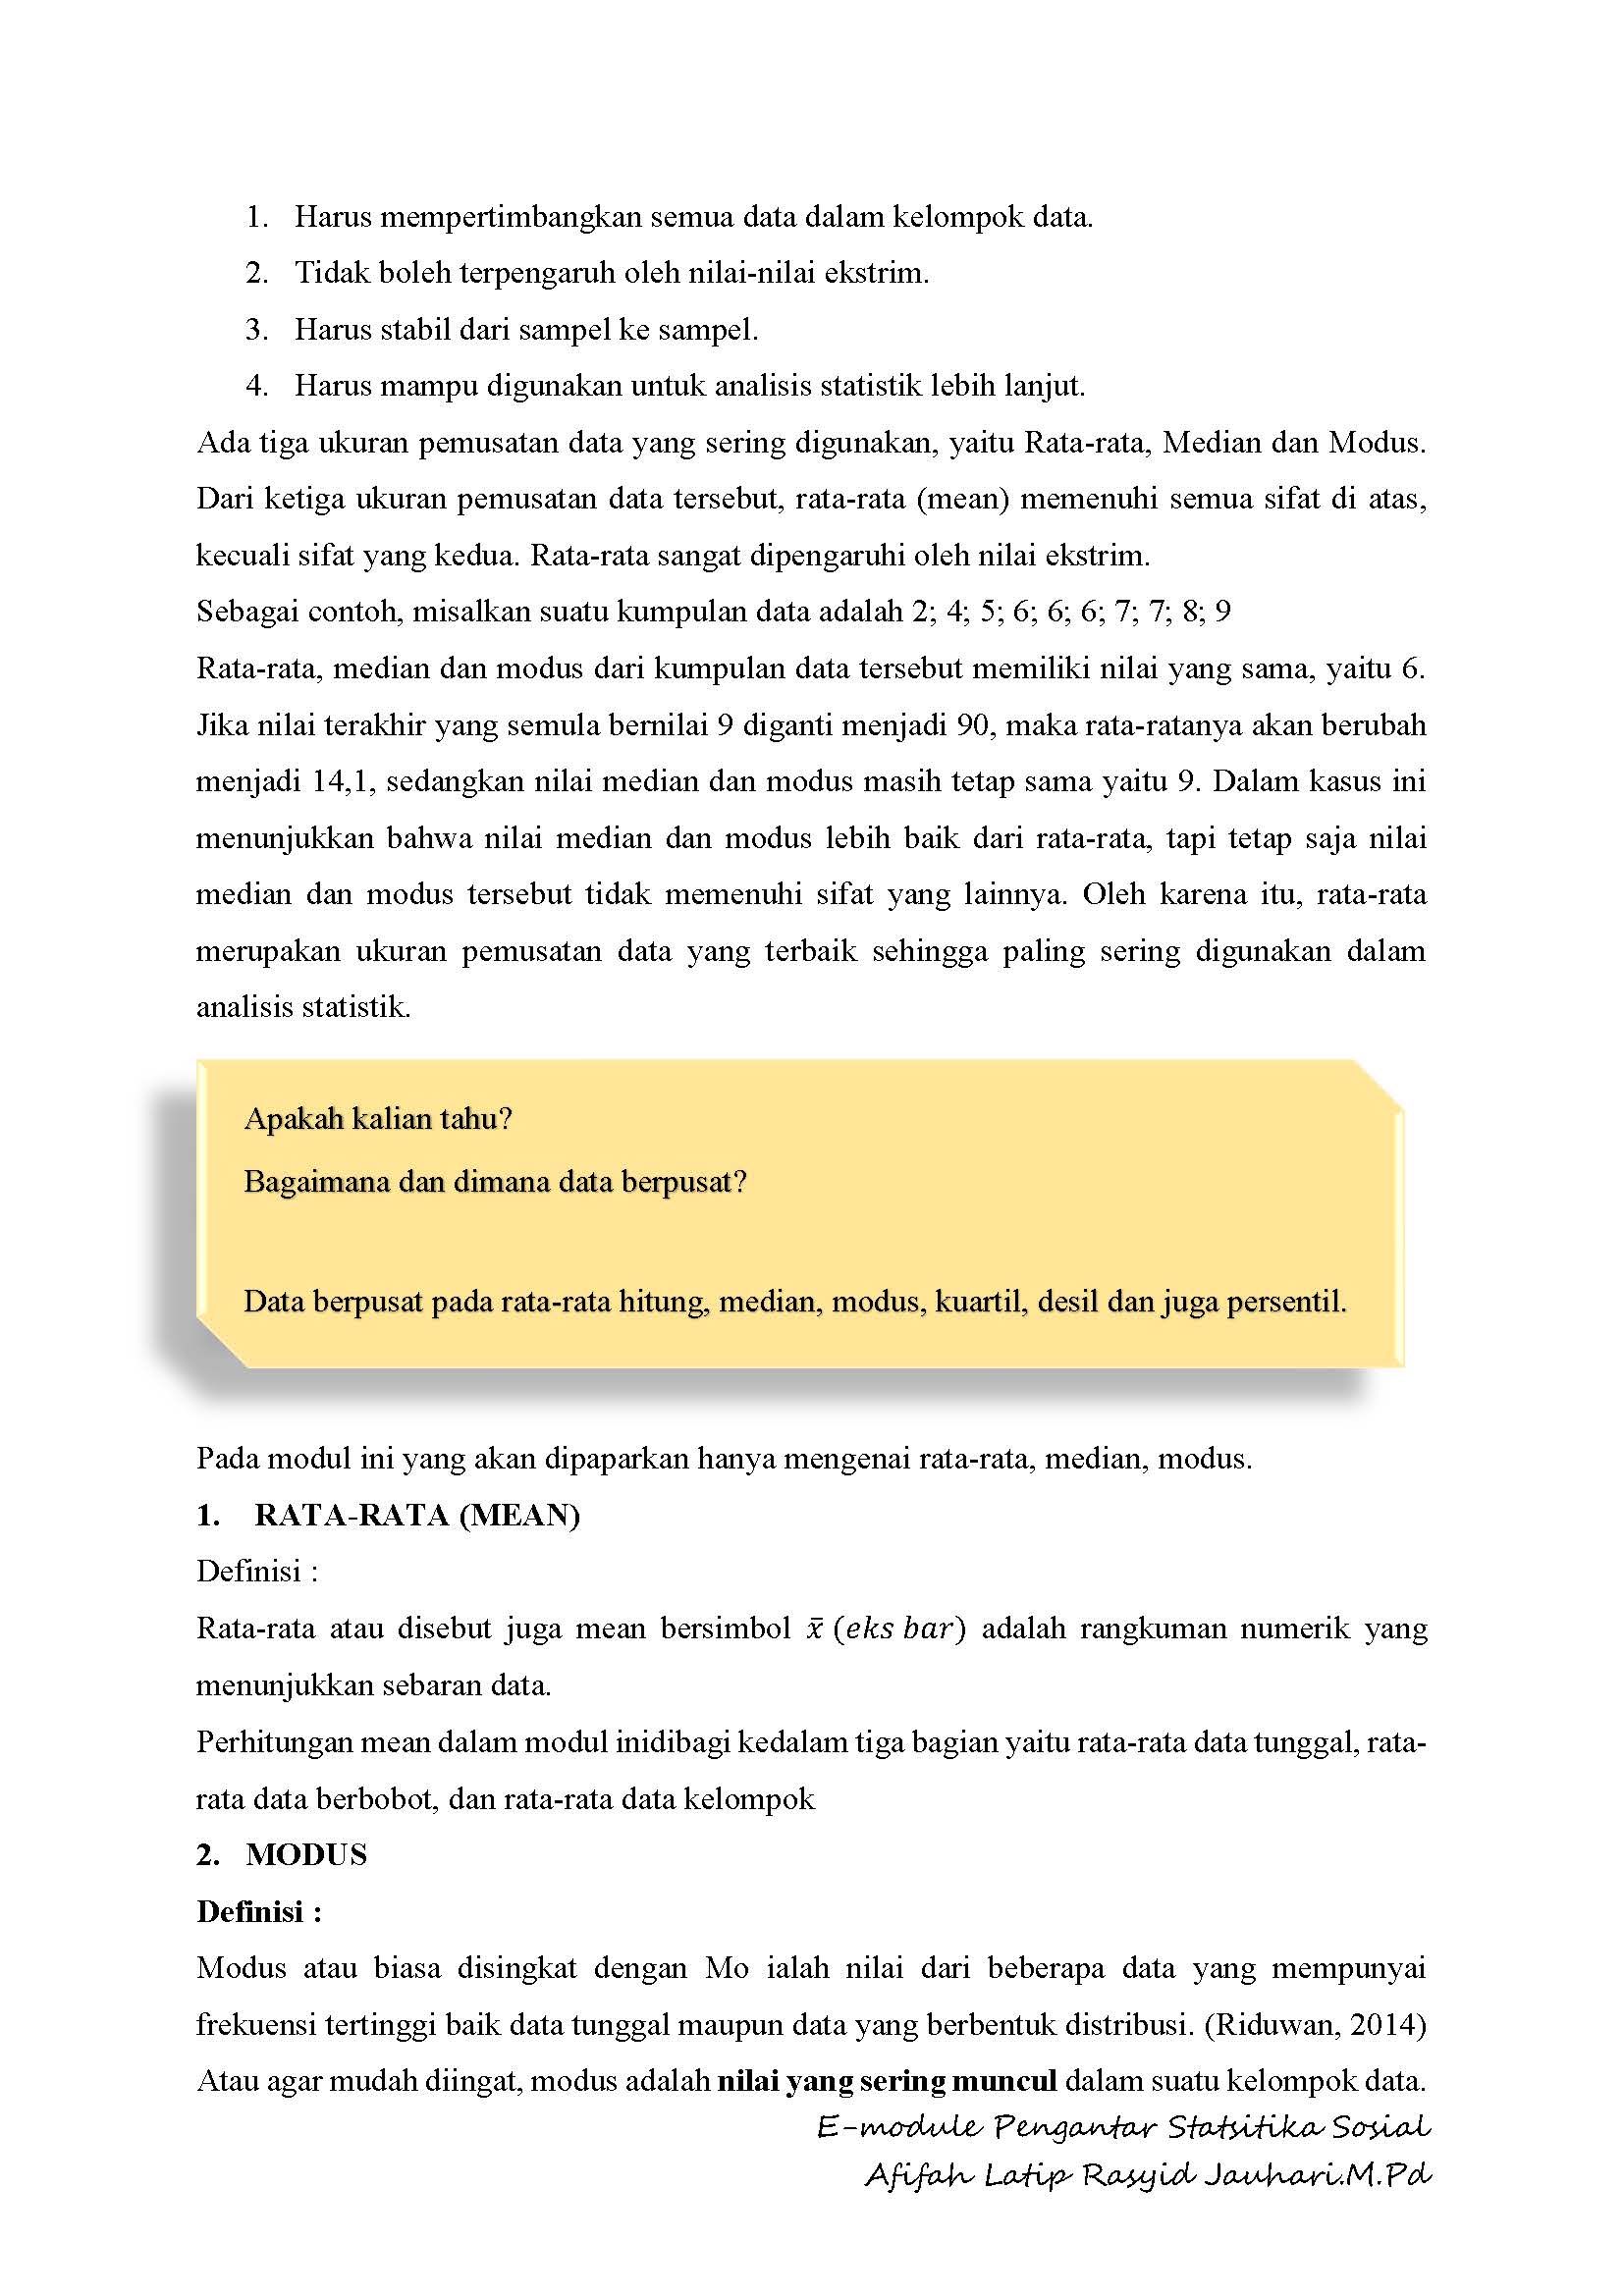 1. Harus mempertimbangkan semua data dalam kelompok data.
2. Tidak boleh terpengaruh oleh nilai-nilai ekstrim.
3. Harus stabil dari sampel ke sampel.
4. Harus mampu digunakan untuk analisis statistik lebih lanjut.
Ada tiga ukuran pemusatan data yang sering digunakan, yaitu Rata-rata, Median dan Modus.
Dari ketiga ukuran pemusatan data tersebut, rata-rata (mean) memenuhi semua sifat di atas,
kecuali sifat yang kedua. Rata-rata sangat dipengaruhi oleh nilai ekstrim.
Sebagai contoh, misalkan suatu kumpulan data adalah 2; 4; 5; 6; 6; 6; 7; 7; 8; 9
Rata-rata, median dan modus dari kumpulan data tersebut memiliki nilai yang sama, yaitu 6.
Jika nilai terakhir yang semula bernilai 9 diganti menjadi 90, maka rata-ratanya akan berubah
menjadi 14,1, sedangkan nilai median dan modus masih tetap sama yaitu 9. Dalam kasus ini
menunjukkan bahwa nilai median dan modus lebih baik dari rata-rata, tapi tetap saja nilai
median dan modus tersebut tidak memenuhi sifat yang lainnya. Oleh karena itu, rata-rata
merupakan ukuran pemusatan data yang terbaik sehingga paling sering digunakan dalam
analisis statistik.
Apakah kalian tahu?
Bagaimana dan dimana data berpusat?
Data berpusat pada rata-rata hitung, median, modus, kuartil, desil dan juga persentil.
Pada modul ini yang akan dipaparkan hanya mengenai rata-rata, median, modus.
1. RATA-RATA (MEAN)
Definisi :
Rata-rata atau disebut juga mean bersimbol x̄ (eks bar) adalah rangkuman numerik yang
menunjukkan sebaran data.
Perhitungan mean dalam modul inidibagi kedalam tiga bagian yaitu rata-rata data tunggal, rata-
rata data berbobot, dan rata-rata data kelompok
2. MODUS
Definisi :
Modus atau biasa disingkat dengan Mo ialah nilai dari beberapa data yang mempunyai
frekuensi tertinggi baik data tunggal maupun data yang berbentuk distribusi. (Riduwan, 2014)
Atau agar mudah diingat, modus adalah nilai yang sering muncul dalam suatu kelompok data.
E-module Pengantar Statsitika Sosial
Afifah Latip Rasyid Jauhari.M.Pd